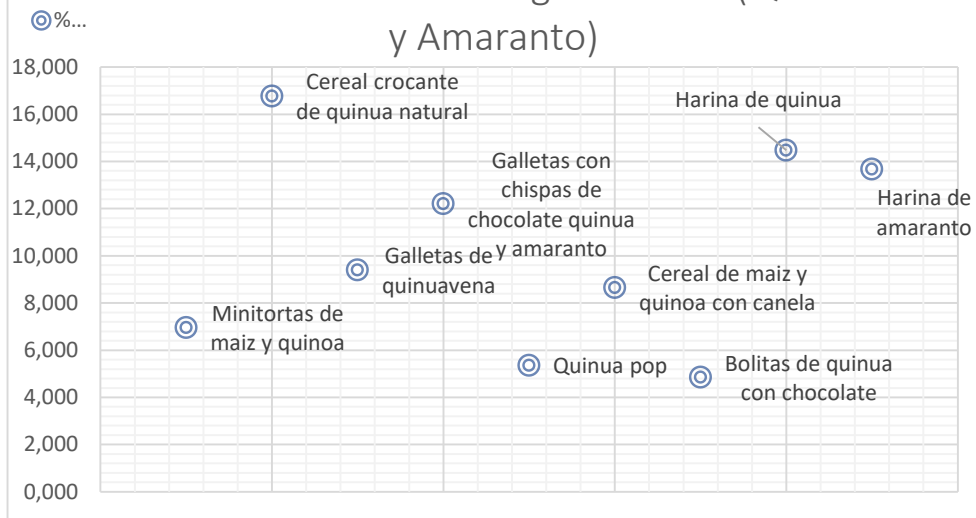 %...
y Amaranto)
18,000
16,000
14,000
12,000
10,000
8,000
6,000
4,000
2,000
0,000
Cereal crocante
de quinua natural
Harina de quinua
Galletas con
chispas de
chocolate quinua
y amaranto
Harina de
amaranto
Galletas de
quinuavena
Cereal de maiz y
quinoa con canela
Minitortas de
maiz y quinoa
Quinua pop
Bolitas de quinua
con chocolate